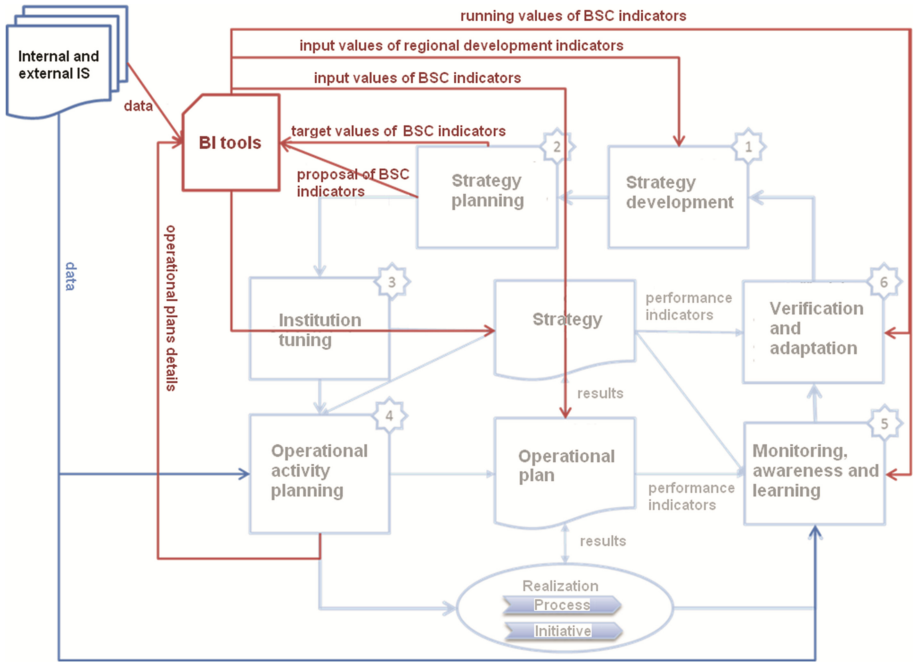 running values of BSC indicators
input values of regional development indicators
Internal and
external IS
input values of BSC indicators
data
BI tools
target values of BSC indicators
2
1
proposal of BSC
indicators
Strategy
planning
Strategy
development
operational plans details
data
3
6
Institution
tuning
Strategy
performance
indicators
Verification
and
adaptation
results
4
5
Operational
activity
planning
Operational
plan
Monitoring,
awareness and
learning
performance
indicators
results
Realization
Process
Initiative